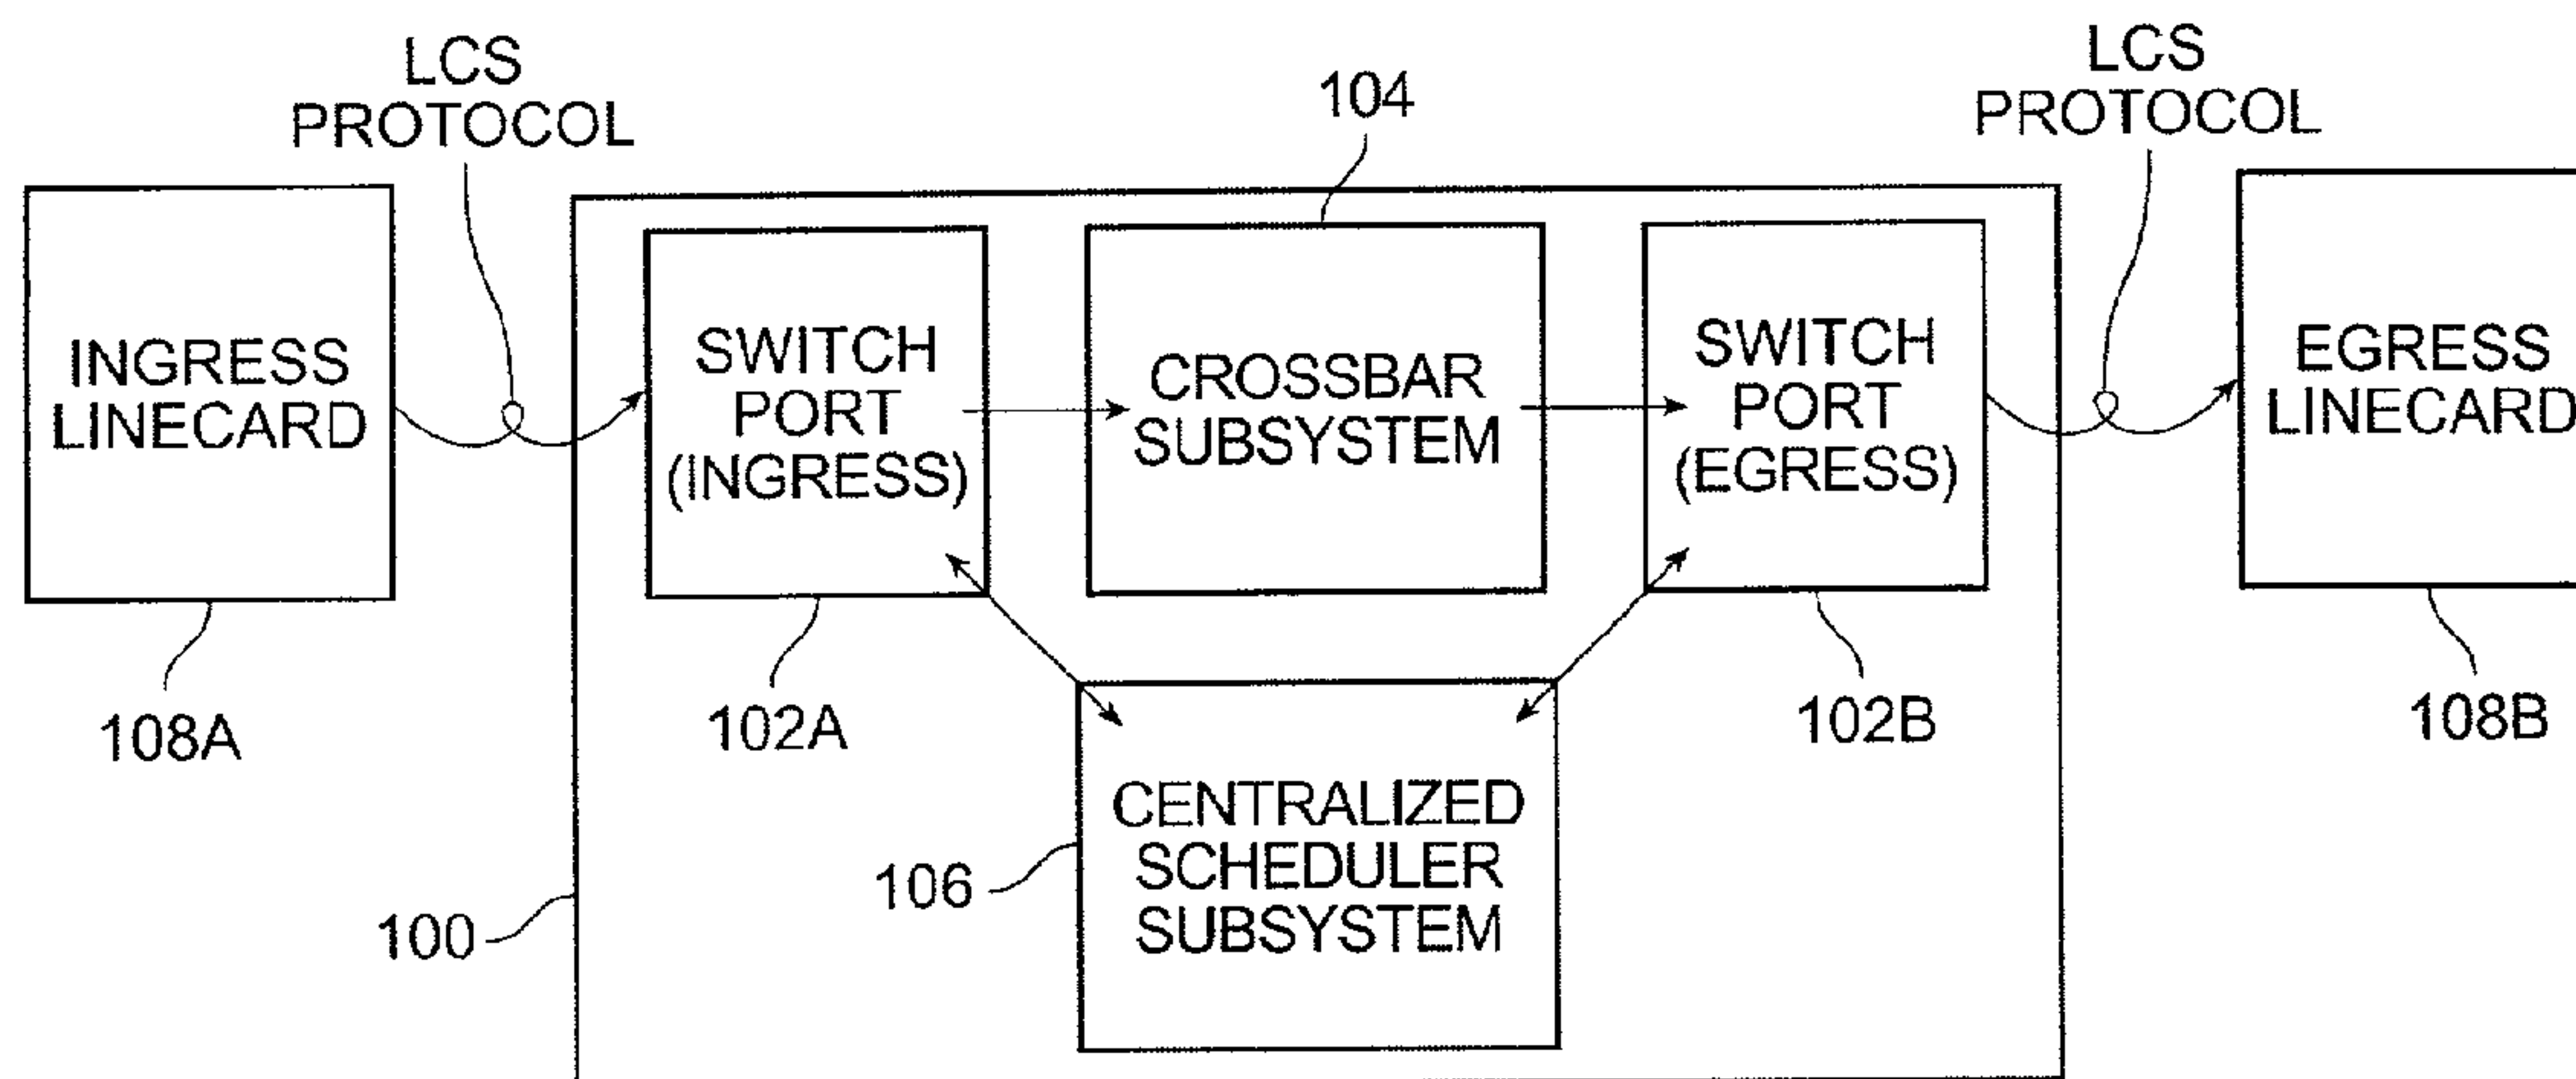 LCS
PROTOCOL
104
LCS
PROTOCOL
INGRESS
LINECARD
SWITCH
PORT
(INGRESS)
CROSSBAR
SUBSYSTEM
SWITCH
PORT
(EGRESS)
EGRESS
LINECARD
108A
102A
102B
108B
CENTRALIZED
SCHEDULER
SUBSYSTEM
106
100